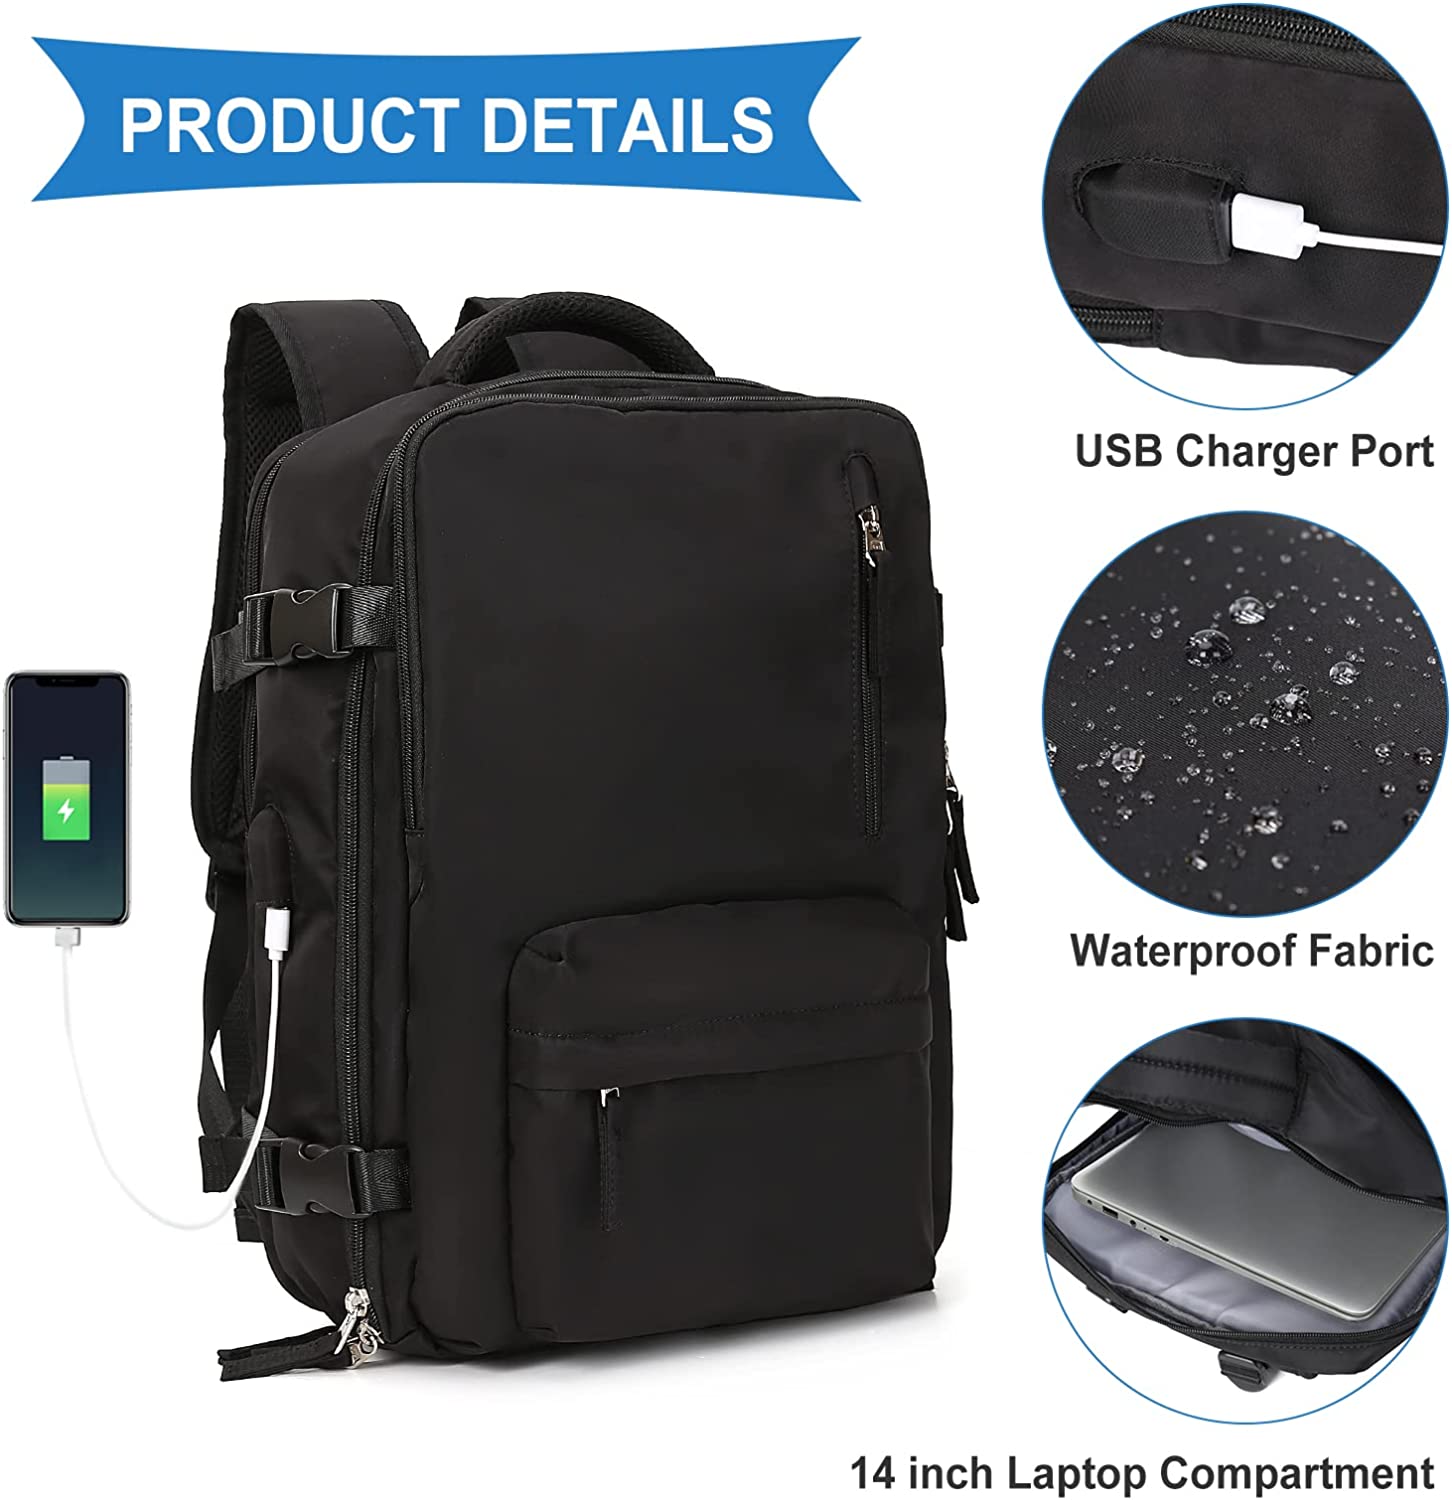 PRODUCT DETAILS
USB Charger Port
Waterproof Fabric
14 inch Laptop Compartment